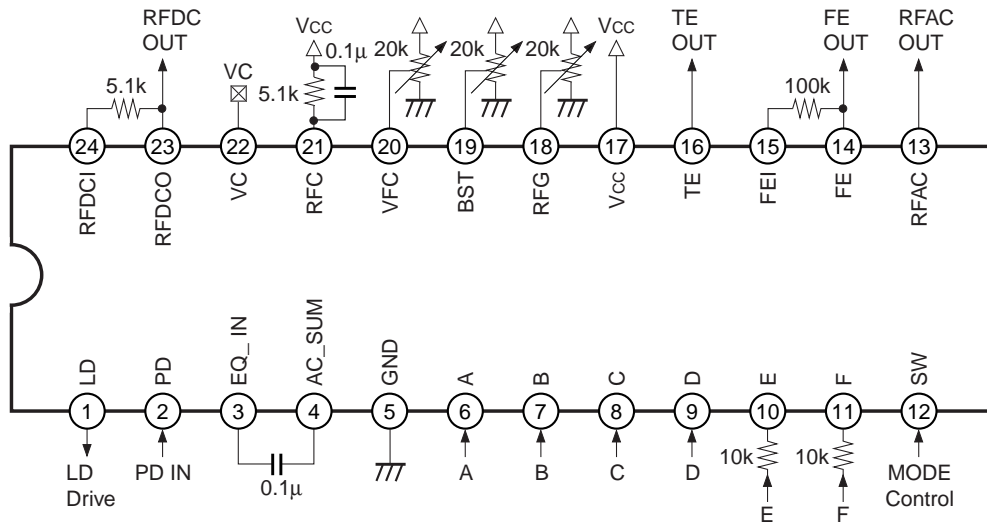 RFDC
OUT
VC
VCC
0.1μ
20k
20k
20k
VCC
TE
OUT
FE
OUT
RFAC
OUT
5.1k
5.1k
100k
24
23
22
21
20
19
18
17
16
15
14
13
RFDCI
RFDCO
VC
RFC
VFC
BST
RFG
VCC
TE
FEI
FE
RFAC
LD
PD
EQ_ IN
AC_SUM
GND
A
B
C
D
E
F
SW
1
2
3
4
5
6
7
8
9
10
11
12
LD
Drive
PD IN
0.1μ
A
B
C
D
10k
E
10k
F
MODE
Control